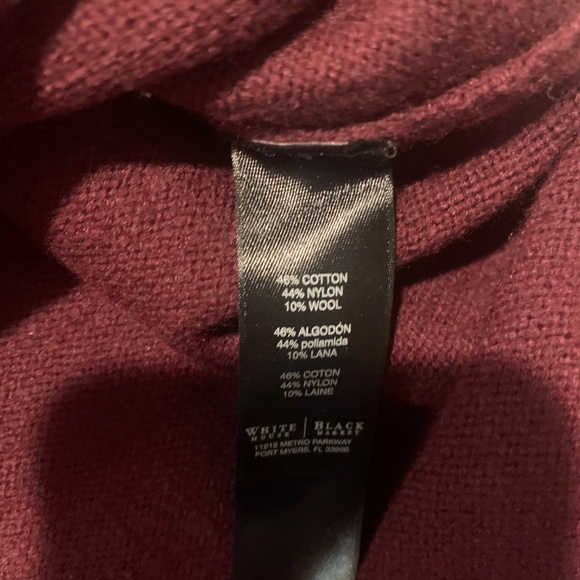 46% COTTON
44% NYLON
10% WOOL
46% ALGODÓN
44% poliamida
10% LANA
46% COTON
44% NYLON
10% LAINE
WHITE HOUSE | BLACK MARKET
11215 METRO PARKWAY
FORT MYERS, FL 33966